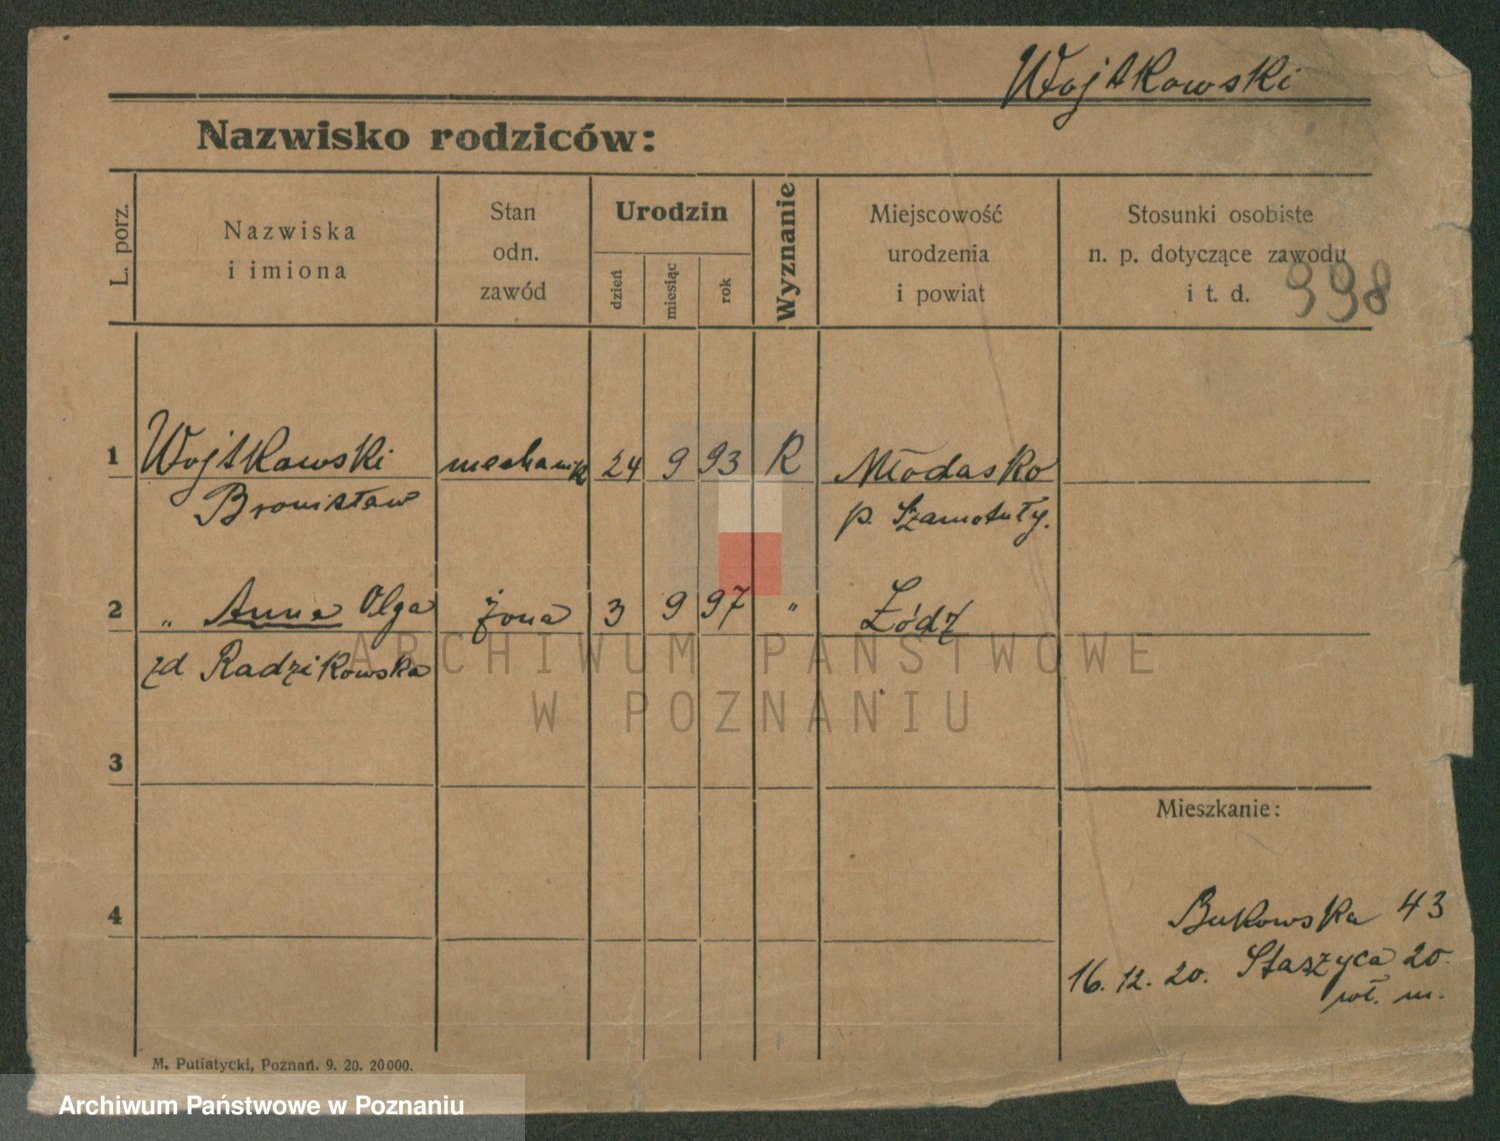 Wojtkowski
Nazwisko rodziców:
L. porz.
Nazwiska
i imiona
Stan
odn.
zawód
Urodzin
dzień
miesiąc
rok
Wyznanie
Miejscowość
urodzenia
i powiat
Stosunki osobiste
n. p. dotyczące zawodu
i t. d.
998
1 Wojtkowski mechanik 24 9 93 R Młodasko
Bronisław p. Szamotuły.
2 „ Anna Olga żona 3 9 97 „ Łódź
zd Radzikowska
ARCHIWUM PAŃSTWOWE
W POZNANIU
3
Mieszkanie:
4
Bukowska 43
16. 12. 20. Staszyca 20.
wł. m.
M. Putiatycki, Poznań. 9. 20. 20000.
Archiwum Państwowe w Poznaniu